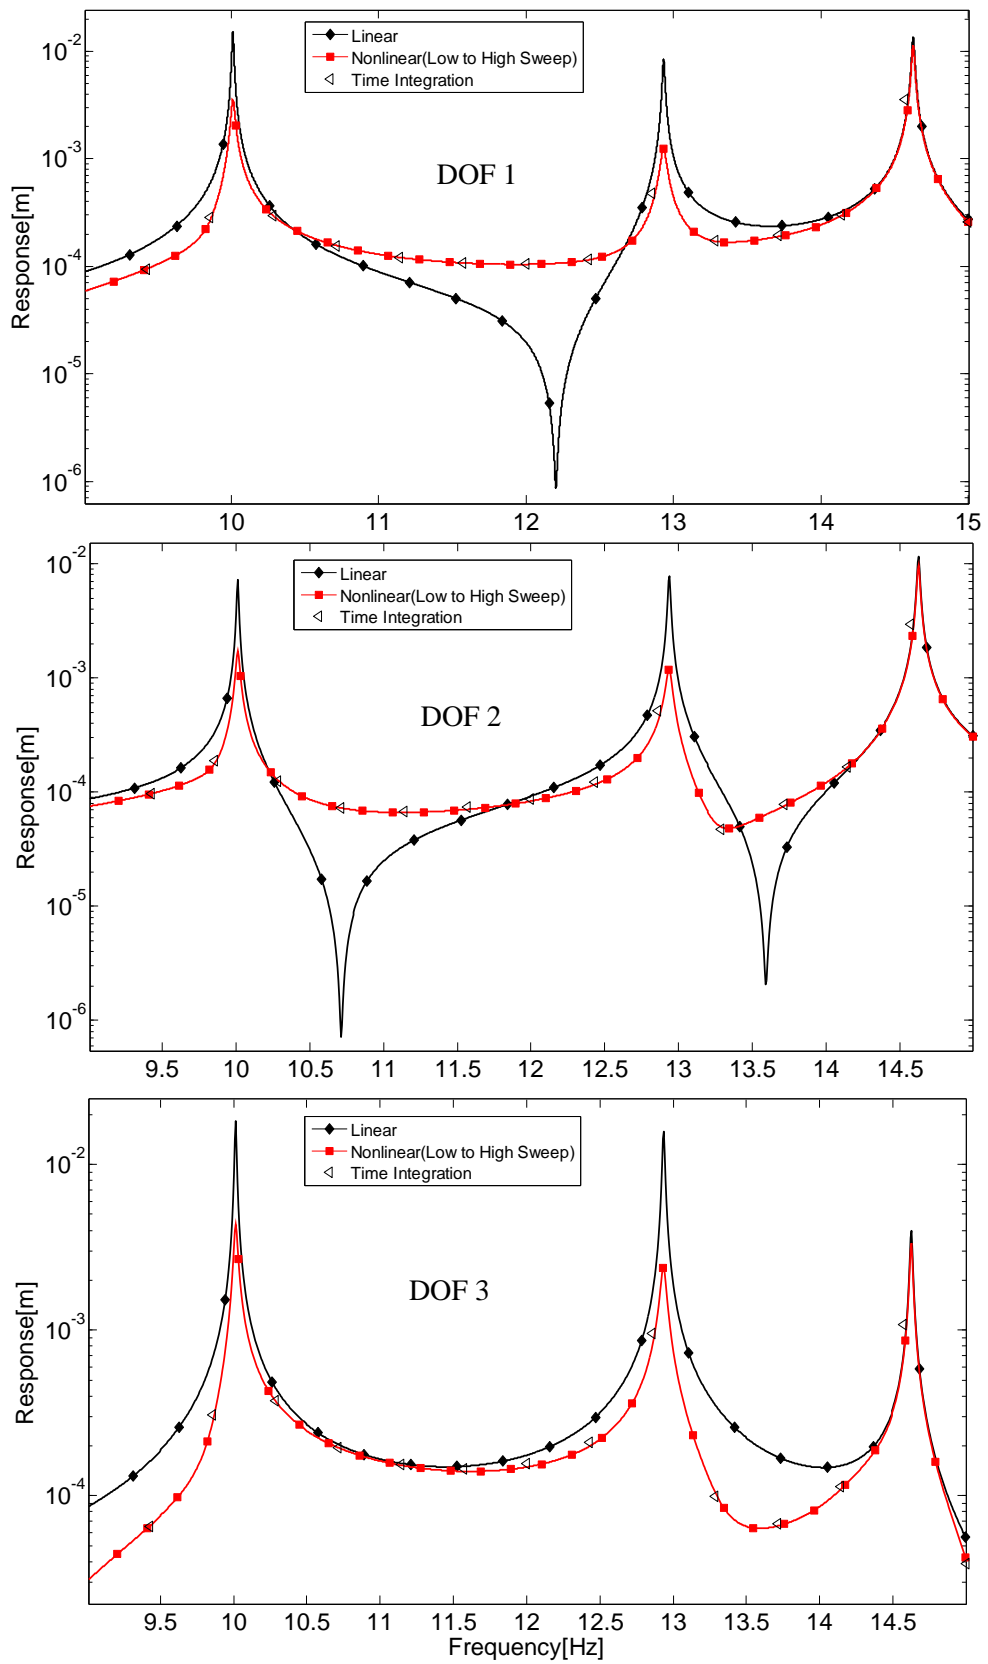 10^-2
10^-3
10^-4
10^-5
10^-6
Response[m]
Linear
Nonlinear(Low to High Sweep)
Time Integration
DOF 1
10 11 12 13 14 15
10^-2
10^-3
10^-4
10^-5
10^-6
Response[m]
Linear
Nonlinear(Low to High Sweep)
Time Integration
DOF 2
9.5 10 10.5 11 11.5 12 12.5 13 13.5 14 14.5
10^-2
10^-3
10^-4
Response[m]
Linear
Nonlinear(Low to High Sweep)
Time Integration
DOF 3
9.5 10 10.5 11 11.5 12 12.5 13 13.5 14 14.5
Frequency[Hz]